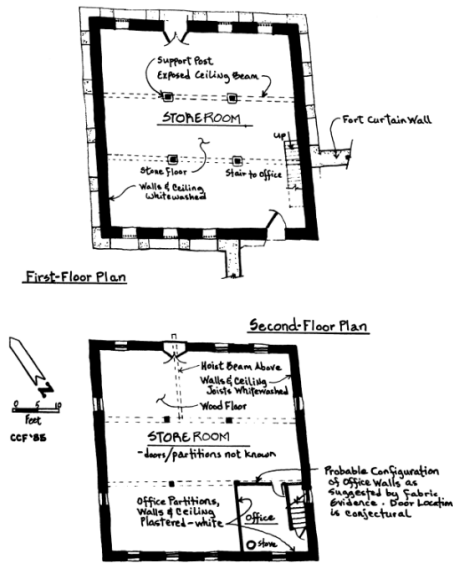 Support Post
Exposed Ceiling Beam
STOREROOM
Up
Fort Curtain Wall
Stone Floor
Stair to Office
Walls & Ceiling
Whitewashed
First-Floor Plan
Second-Floor Plan
Hoist Beam Above
Walls & Ceiling
Joists Whitewashed
Wood Floor
N
0 5 10
Feet
CCF '85
STOREROOM
-doors/partitions not known
Probable Configuration
of Office Walls as
suggested by fabric
Evidence. Door Location
is conjectural
Office Partitions,
Walls & Ceiling
Plastered-white
Office
Stove